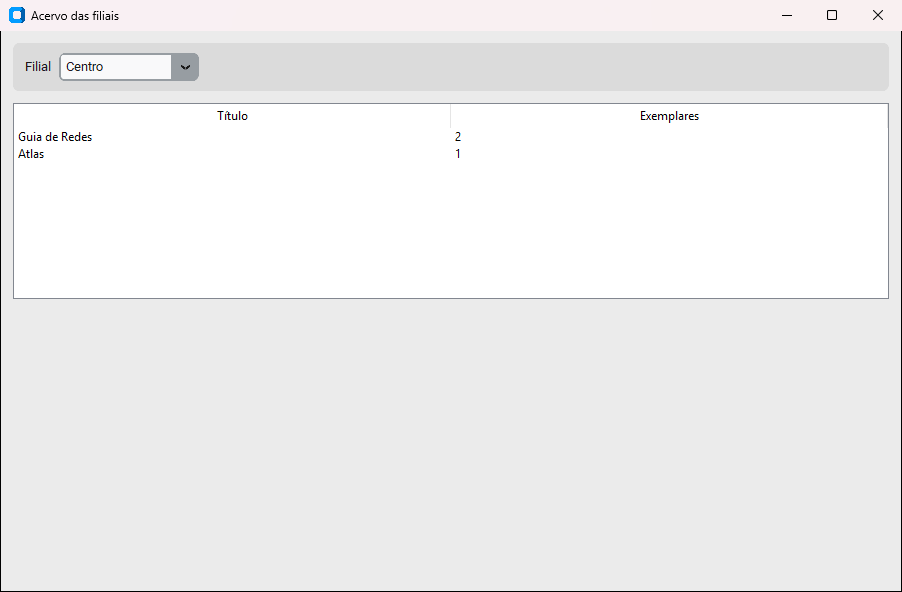 Acervo das filiais
Filial Centro
Título Exemplares
Guia de Redes 2
Atlas 1